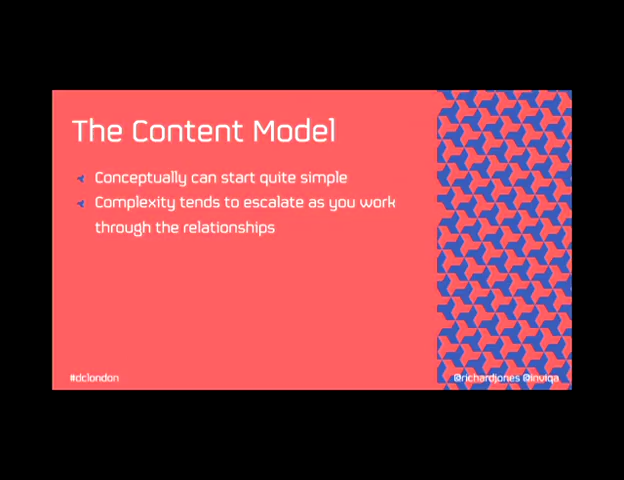 The Content Model
Conceptually can start quite simple
Complexity tends to escalate as you work
through the relationships
#dclondon
@richardjones @inviqa